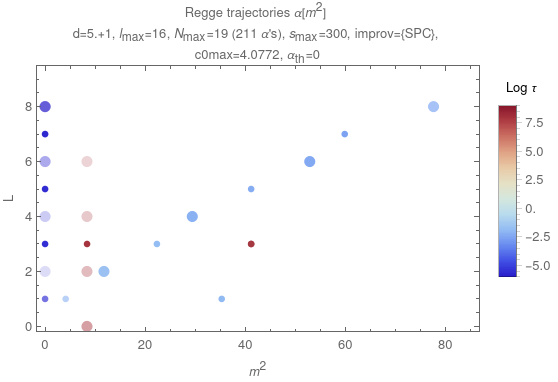 Regge trajectories α[m²]
d=5.+1, lmax=16, Nmax=19 (211 α's), smax=300, improv={SPC},
c0max=4.0772, αth=0
Log τ
7.5
5.0
2.5
0.
-2.5
-5.0
L
8
6
4
2
0
0 20 40 60 80
m²